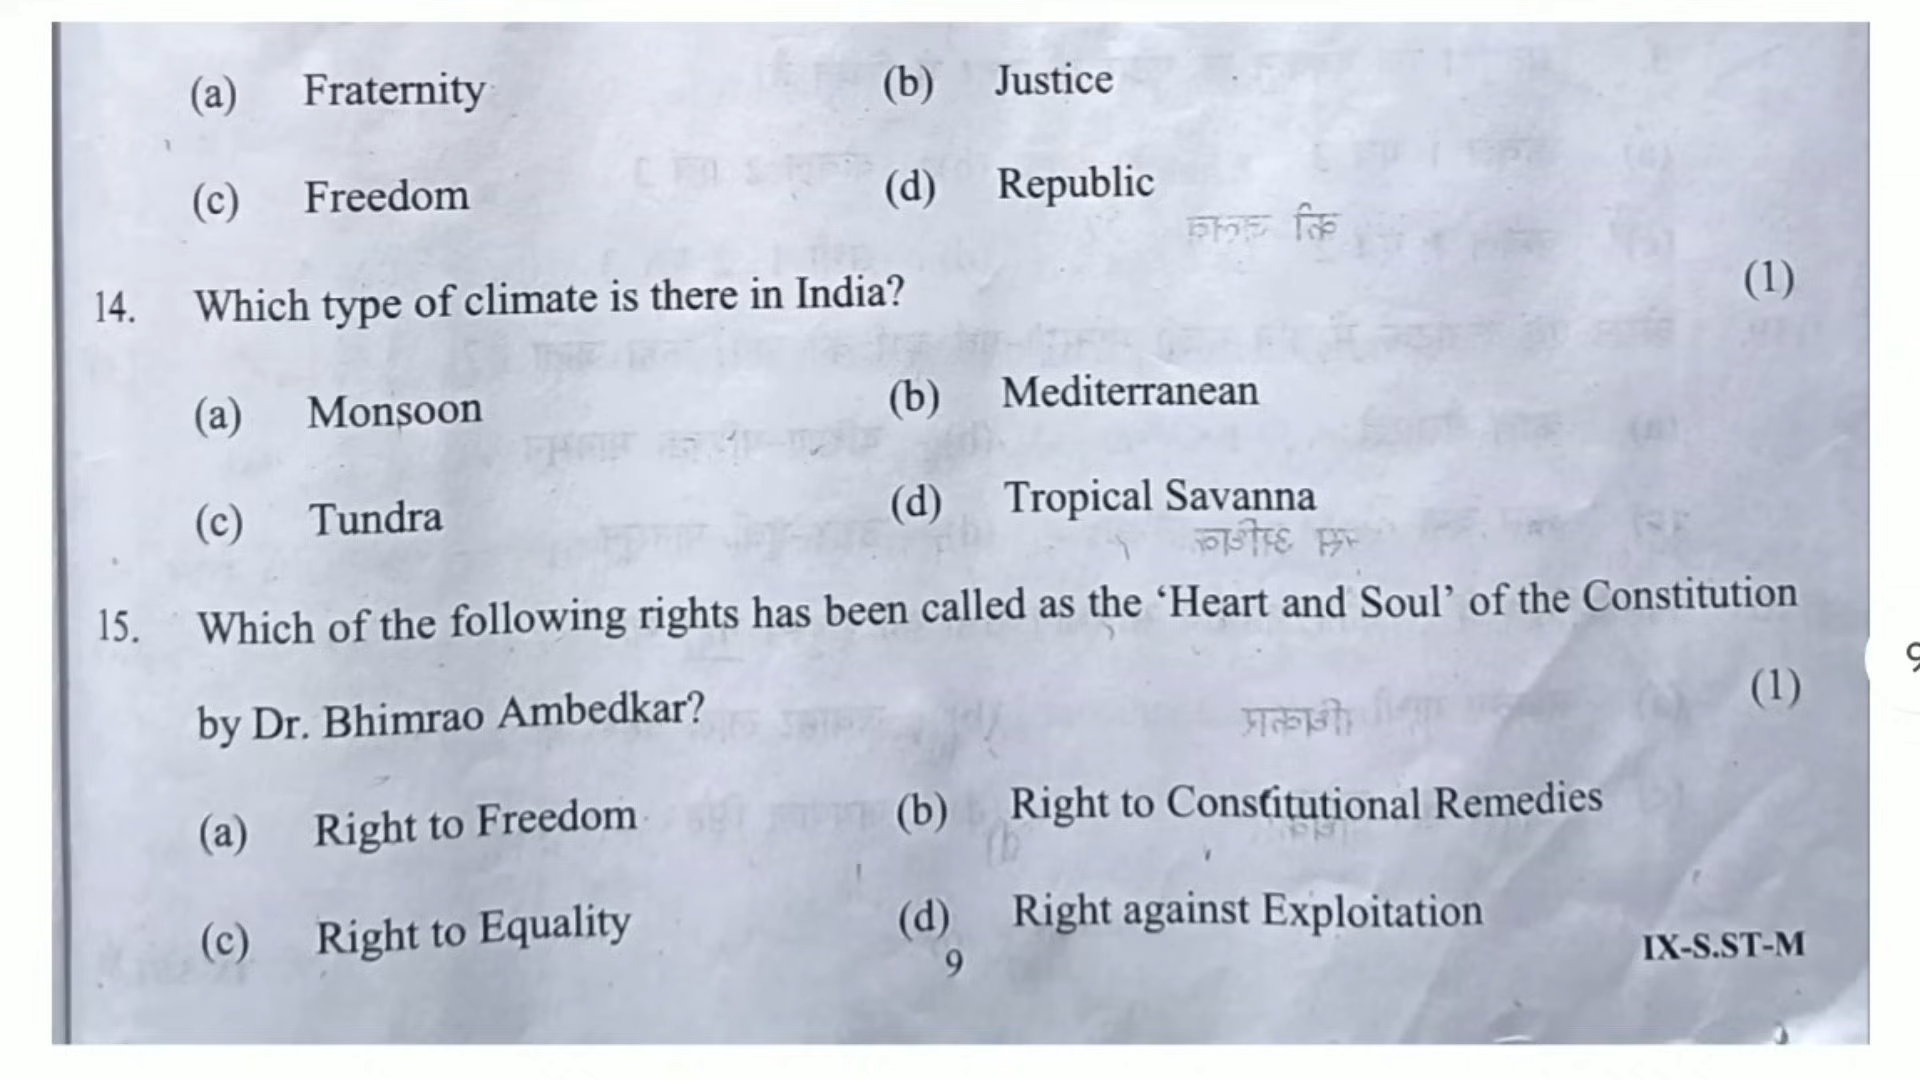 (a) Fraternity (b) Justice
(c) Freedom (d) Republic
14. Which type of climate is there in India? (1)
(a) Monsoon (b) Mediterranean
(c) Tundra (d) Tropical Savanna
15. Which of the following rights has been called as the ‘Heart and Soul’ of the Constitution
by Dr. Bhimrao Ambedkar? (1)
(a) Right to Freedom (b) Right to Constitutional Remedies
(c) Right to Equality (d) Right against Exploitation
9 IX-S.ST-M